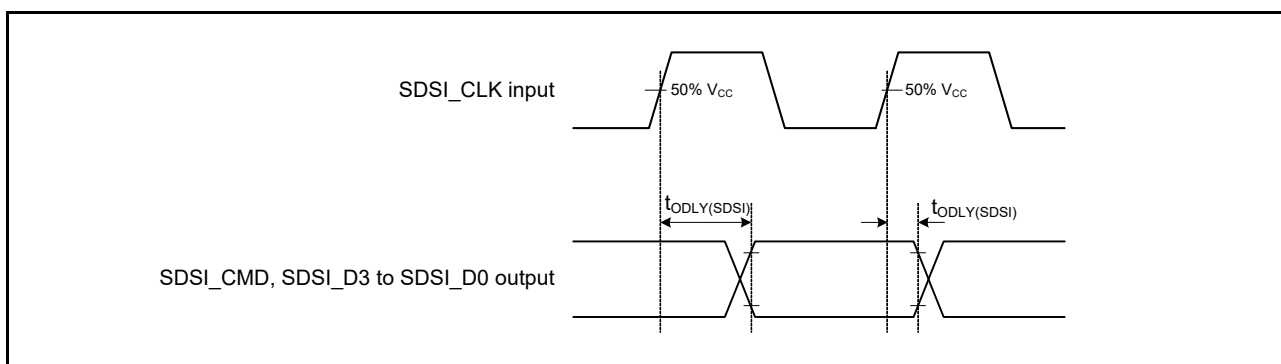 SDSI_CLK input
50% VCC
50% VCC
tODLY(SDSI)
tODLY(SDSI)
SDSI_CMD, SDSI_D3 to SDSI_D0 output